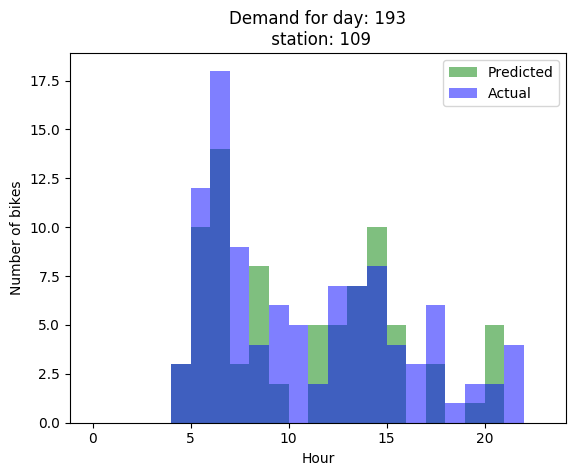 Demand for day: 193
station: 109
Predicted
Actual
17.5
15.0
12.5
10.0
7.5
5.0
2.5
0.0
Number of bikes
0 5 10 15 20
Hour